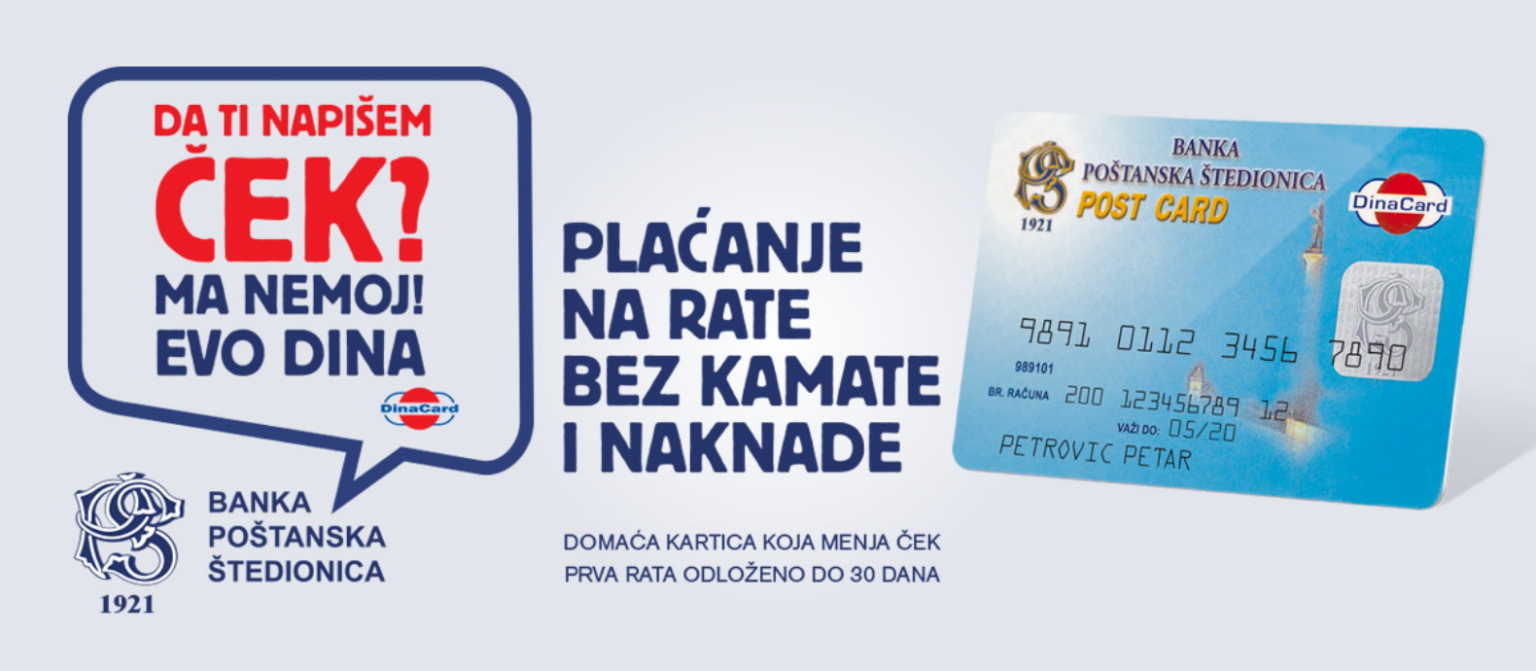 DA TI NAPIŠEM
ČEK?
MA NEMOJ!
EVO DINA
DinaCard
BANKA
POŠTANSKA
ŠTEDIONICA
1921
PLAĆANJE
NA RATE
BEZ KAMATE
I NAKNADE
DOMAĆA KARTICA KOJA MENJA ČEK
PRVA RATA ODLOŽENO DO 30 DANA
BANKA
POŠTANSKA ŠTEDIONICA
POST CARD
1921
DinaCard
9891 0112 3456 7890
989101
BR. RAČUNA 200 123456789 12
VAŽI DO: 05/20
PETROVIC PETAR